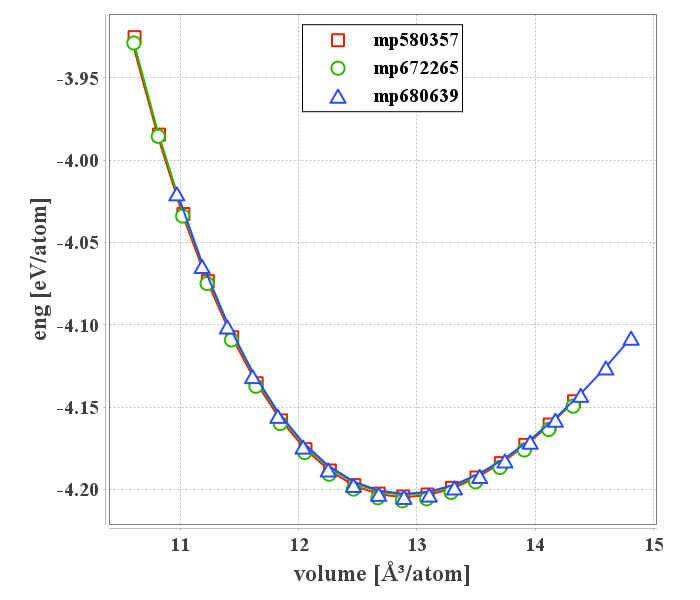 mp580357
mp672265
mp680639
-3.95
-4.00
-4.05
-4.10
-4.15
-4.20
eng [eV/atom]
11 12 13 14 15
volume [Å³/atom]